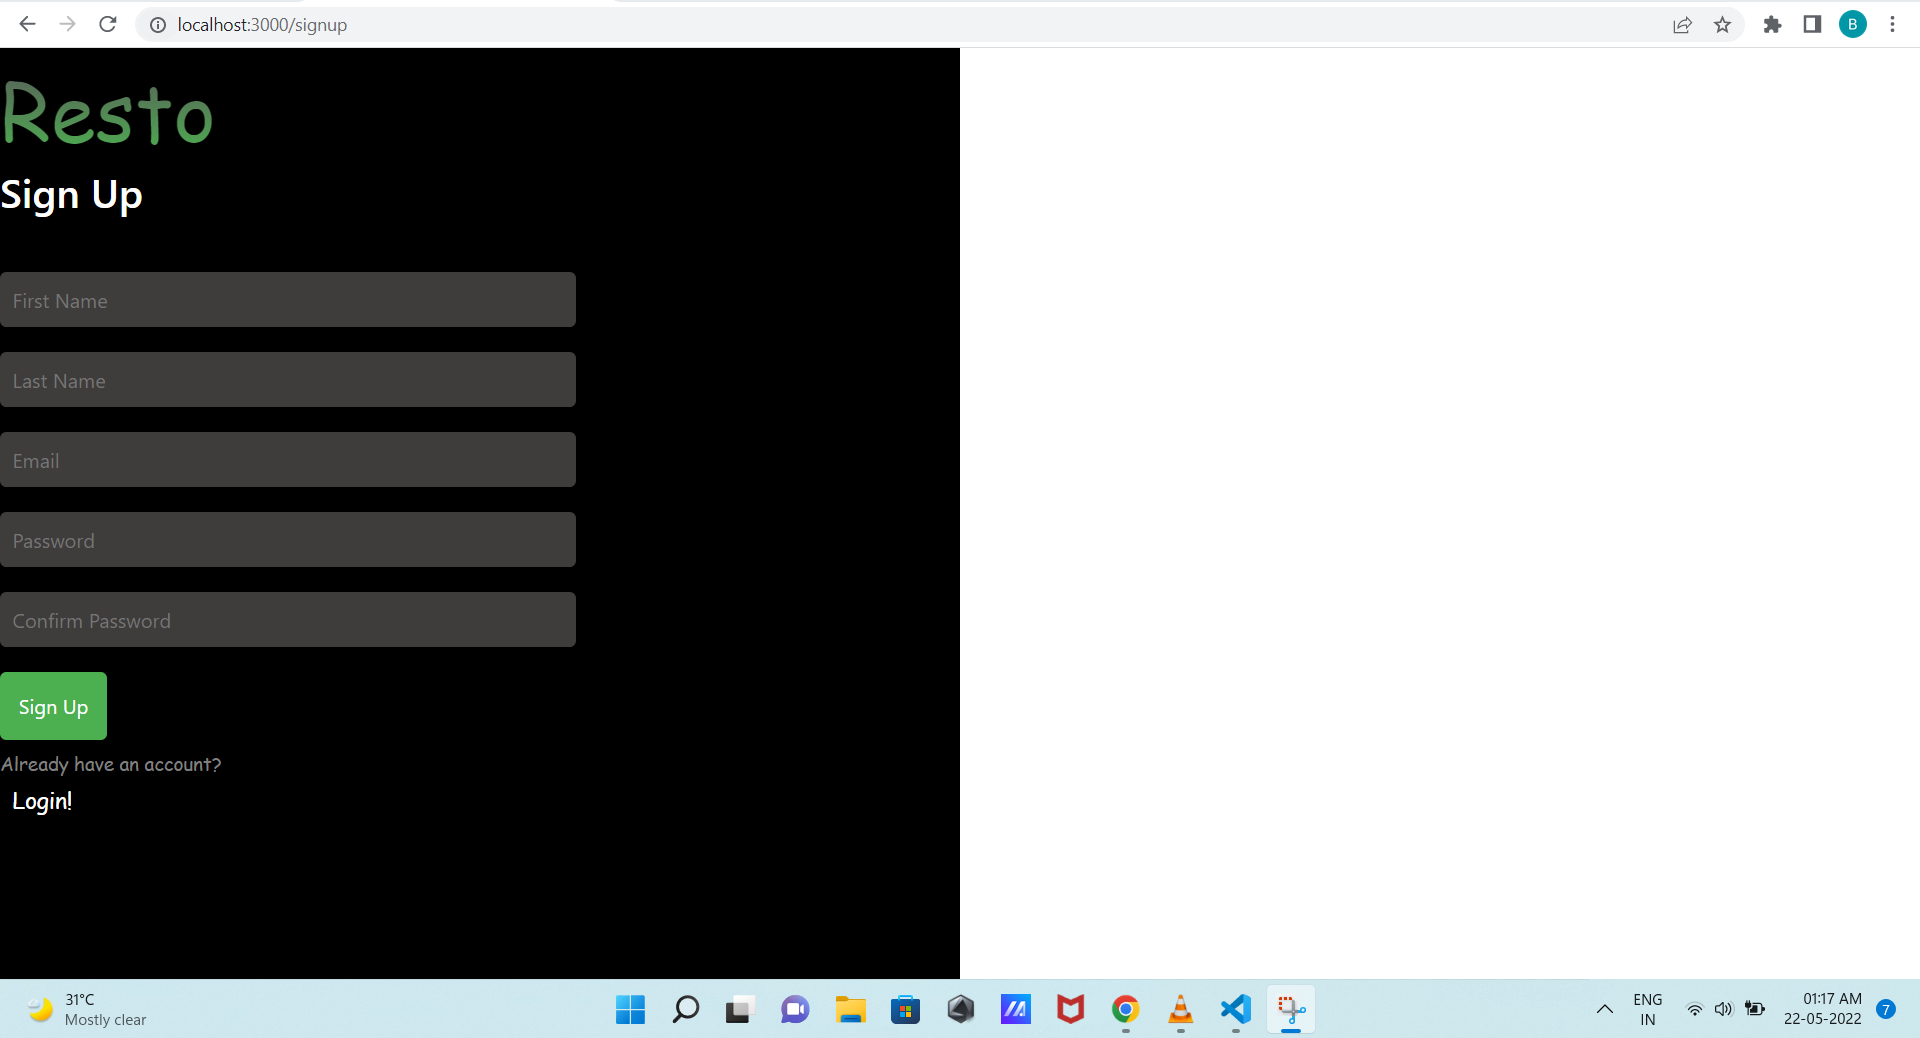 localhost:3000/signup
B
Resto
Sign Up
First Name
Last Name
Email
Password
Confirm Password
Sign Up
Already have an account?
Login!
31°C
Mostly clear
ENG
IN
01:17 AM
22-05-2022
7